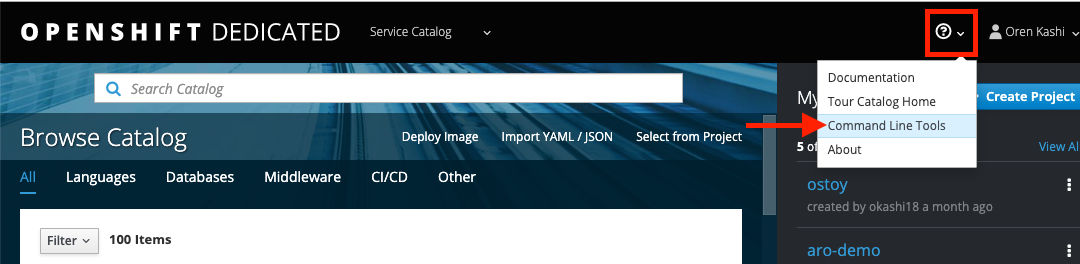 OPENSHIFT DEDICATED Service Catalog Oren Kashi
Search Catalog
Documentation
Tour Catalog Home
Command Line Tools
About
My
Create Project
Browse Catalog Deploy Image Import YAML / JSON Select from Project
5 of
View All
All Languages Databases Middleware CI/CD Other
ostoy
created by okashi18 a month ago
Filter 100 Items
aro-demo